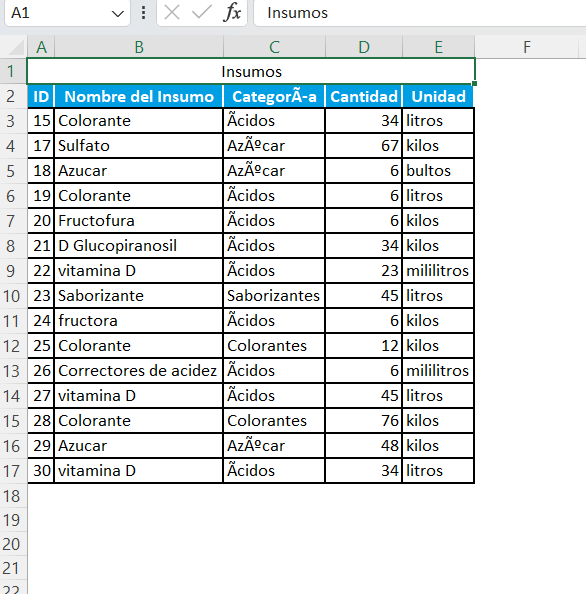 A1 fx Insumos
A B C D E F
1 Insumos
2 ID Nombre del Insumo CategorÃ-a Cantidad Unidad
3 15 Colorante Ãcidos 34 litros
4 17 Sulfato AzÃºcar 67 kilos
5 18 Azucar AzÃºcar 6 bultos
6 19 Colorante Ãcidos 6 litros
7 20 Fructofura Ãcidos 6 kilos
8 21 D Glucopiranosil Ãcidos 34 kilos
9 22 vitamina D Ãcidos 23 mililitros
10 23 Saborizante Saborizantes 45 litros
11 24 fructora Ãcidos 6 kilos
12 25 Colorante Colorantes 12 kilos
13 26 Correctores de acidez Ãcidos 6 mililitros
14 27 vitamina D Ãcidos 45 litros
15 28 Colorante Colorantes 76 kilos
16 29 Azucar AzÃºcar 48 kilos
17 30 vitamina D Ãcidos 34 litros
18
19
20
21
22